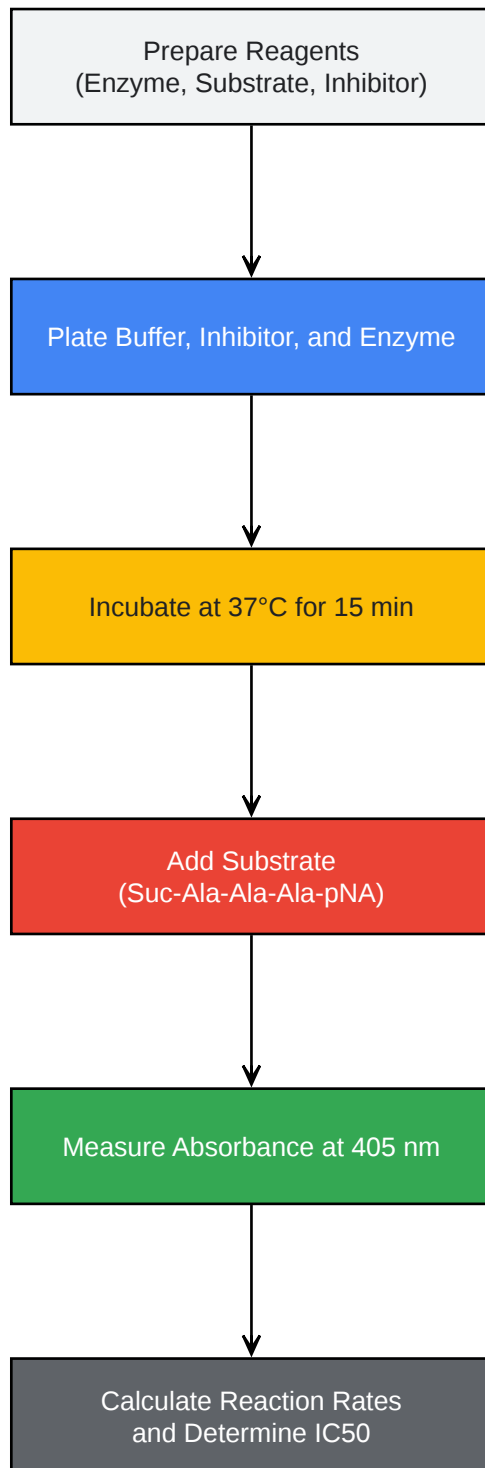 Prepare Reagents
(Enzyme, Substrate, Inhibitor)
Plate Buffer, Inhibitor, and Enzyme
Incubate at 37°C for 15 min
Add Substrate
(Suc-Ala-Ala-Ala-pNA)
Measure Absorbance at 405 nm
Calculate Reaction Rates
and Determine IC50